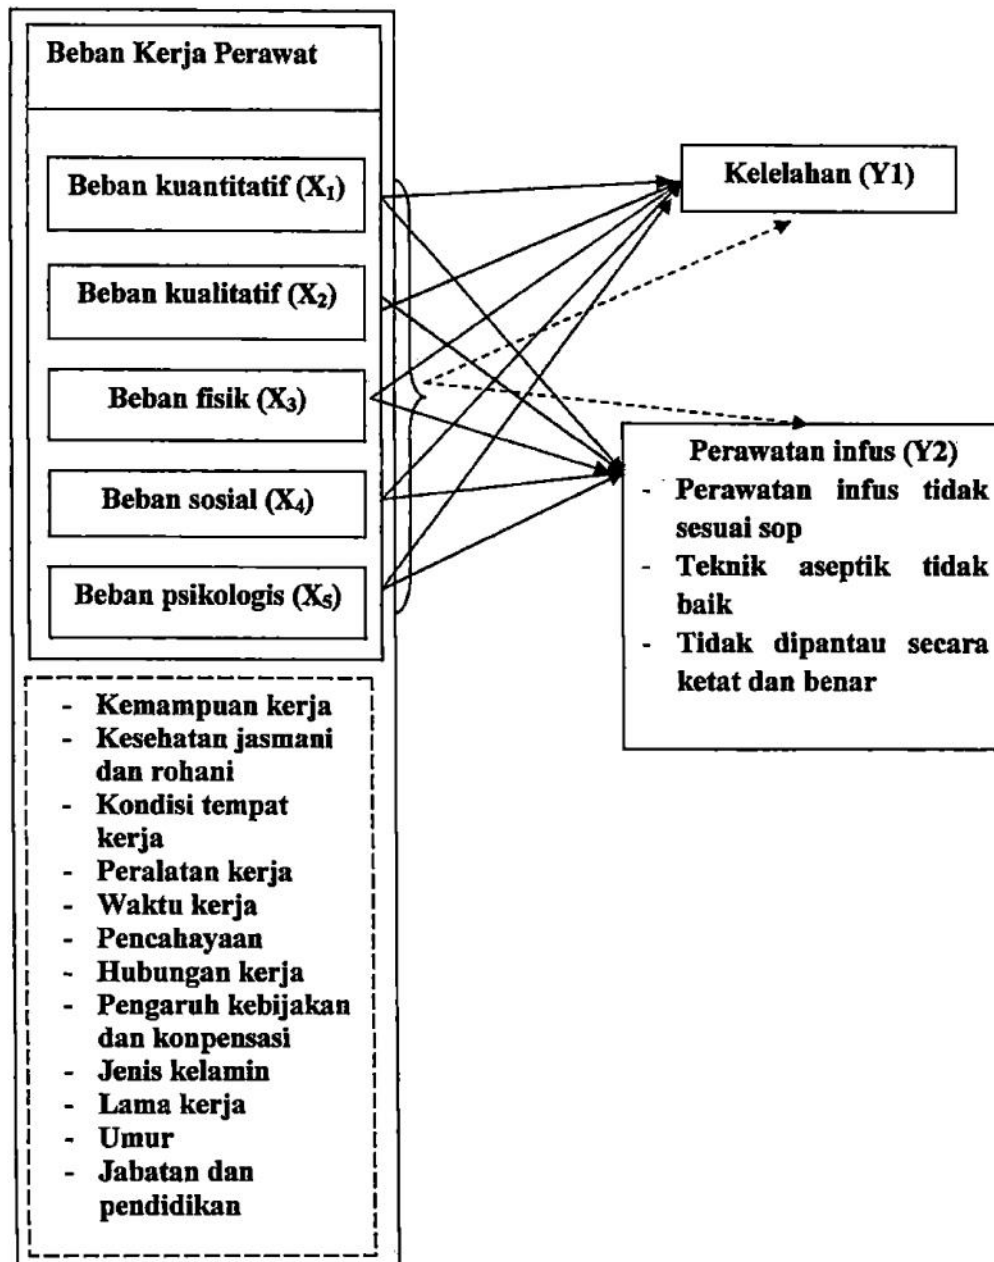 Beban Kerja Perawat
Beban kuantitatif (X₁)
Beban kualitatif (X₂)
Beban fisik (X₃)
Beban sosial (X₄)
Beban psikologis (X₅)
- Kemampuan kerja
- Kesehatan jasmani
dan rohani
- Kondisi tempat
kerja
- Peralatan kerja
- Waktu kerja
- Pencahayaan
- Hubungan kerja
- Pengaruh kebijakan
dan konpensasi
- Jenis kelamin
- Lama kerja
- Umur
- Jabatan dan
pendidikan
Kelelahan (Y1)
Perawatan infus (Y2)
- Perawatan infus tidak
sesuai sop
- Teknik aseptik tidak
baik
- Tidak dipantau secara
ketat dan benar